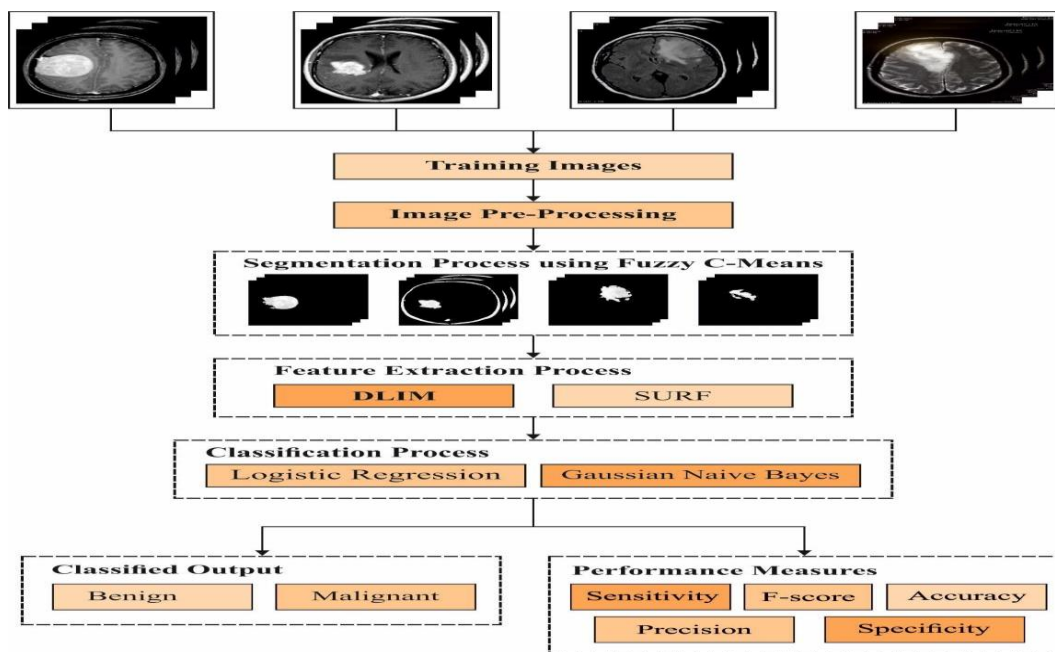 Training Images
Image Pre-Processing
Segmentation Process using Fuzzy C-Means
Feature Extraction Process
DLIM
SURF
Classification Process
Logistic Regression
Gaussian Naive Bayes
Classified Output
Benign
Malignant
Performance Measures
Sensitivity
F-score
Accuracy
Precision
Specificity